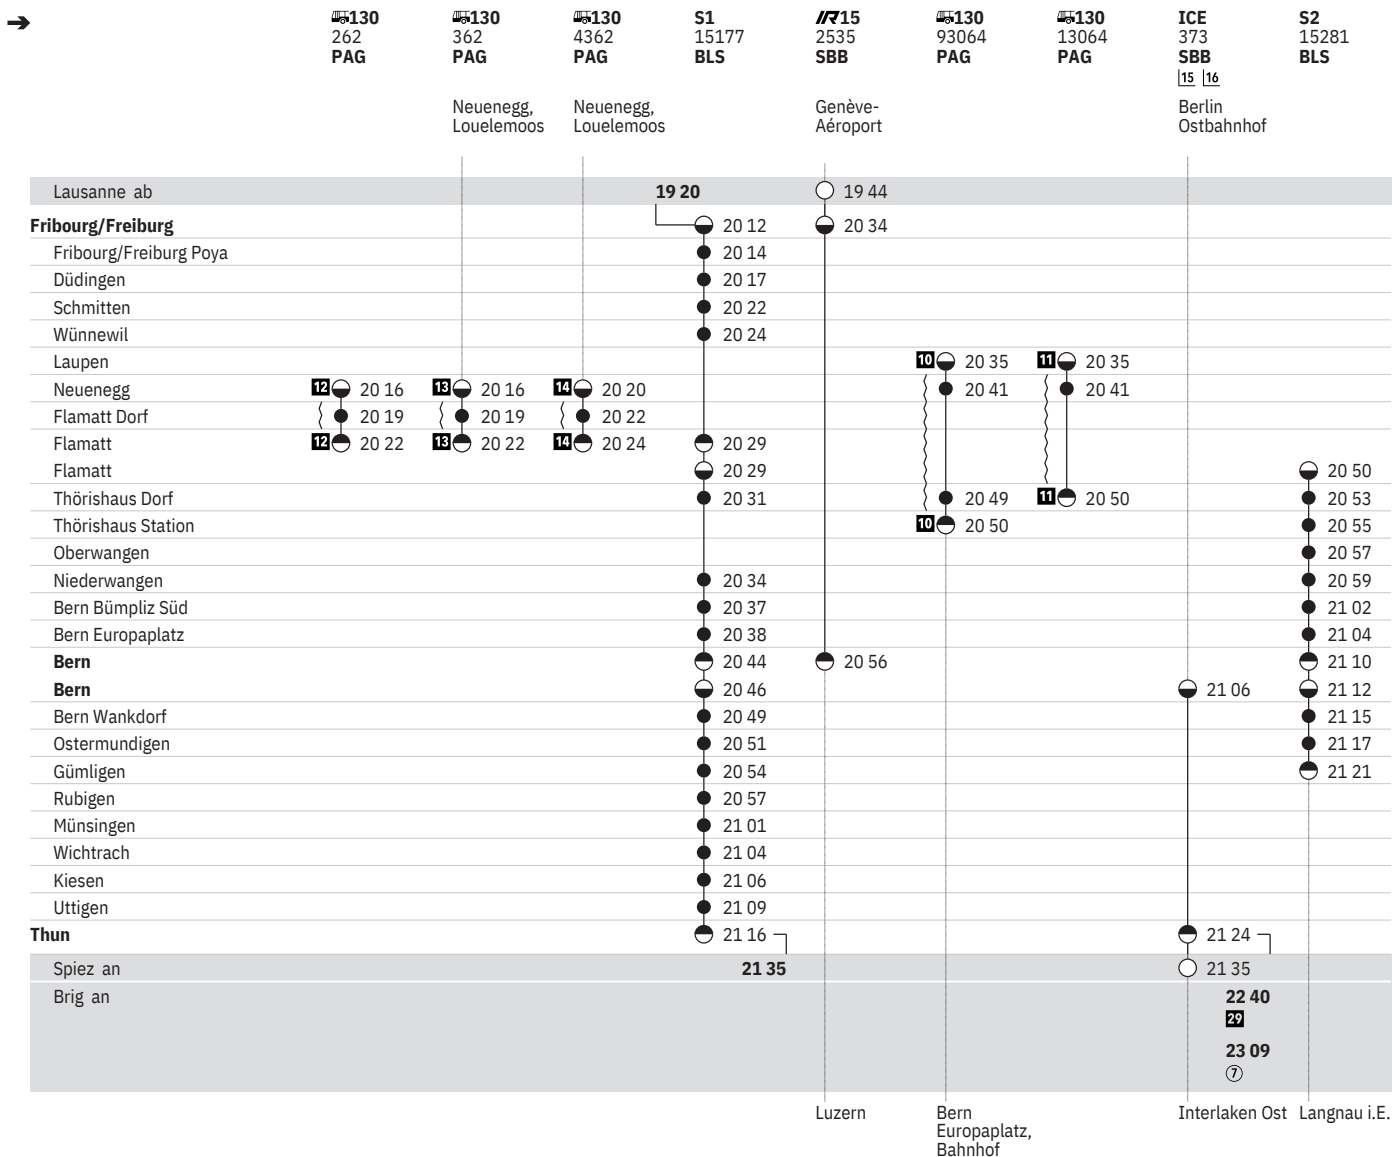 ➔ 130 130 130 S1 IR15 130 130 ICE S2
262 362 4362 15177 2535 93064 13064 373 15281
PAG PAG PAG BLS SBB PAG PAG SBB BLS
15 16
Neuenegg, Neuenegg, Genève- Berlin
Louelemoos Louelemoos Aéroport Ostbahnhof
Lausanne ab 19 20 19 44
Fribourg/Freiburg 20 12 20 34
Fribourg/Freiburg Poya 20 14
Düdingen 20 17
Schmitten 20 22
Wünnewil 20 24
Laupen 10 20 35 11 20 35
Neuenegg 12 20 16 13 20 16 14 20 20 20 41 20 41
Flamatt Dorf 20 19 20 19 20 22
Flamatt 12 20 22 13 20 22 14 20 24 20 29
Flamatt 20 29 20 50
Thörishaus Dorf 20 31 20 49 11 20 50 20 53
Thörishaus Station 10 20 50 20 55
Oberwangen 20 57
Niederwangen 20 34 20 59
Bern Bümpliz Süd 20 37 21 02
Bern Europaplatz 20 38 21 04
Bern 20 44 20 56 21 10
Bern 20 46 21 06 21 12
Bern Wankdorf 20 49 21 15
Ostermundigen 20 51 21 17
Gümligen 20 54 21 21
Rubigen 20 57
Münsingen 21 01
Wichtrach 21 04
Kiesen 21 06
Uttigen 21 09
Thun 21 16 21 24
Spiez an 21 35 21 35
Brig an 22 40
29
23 09
7
Luzern Bern Interlaken Ost Langnau i.E.
Europaplatz,
Bahnhof